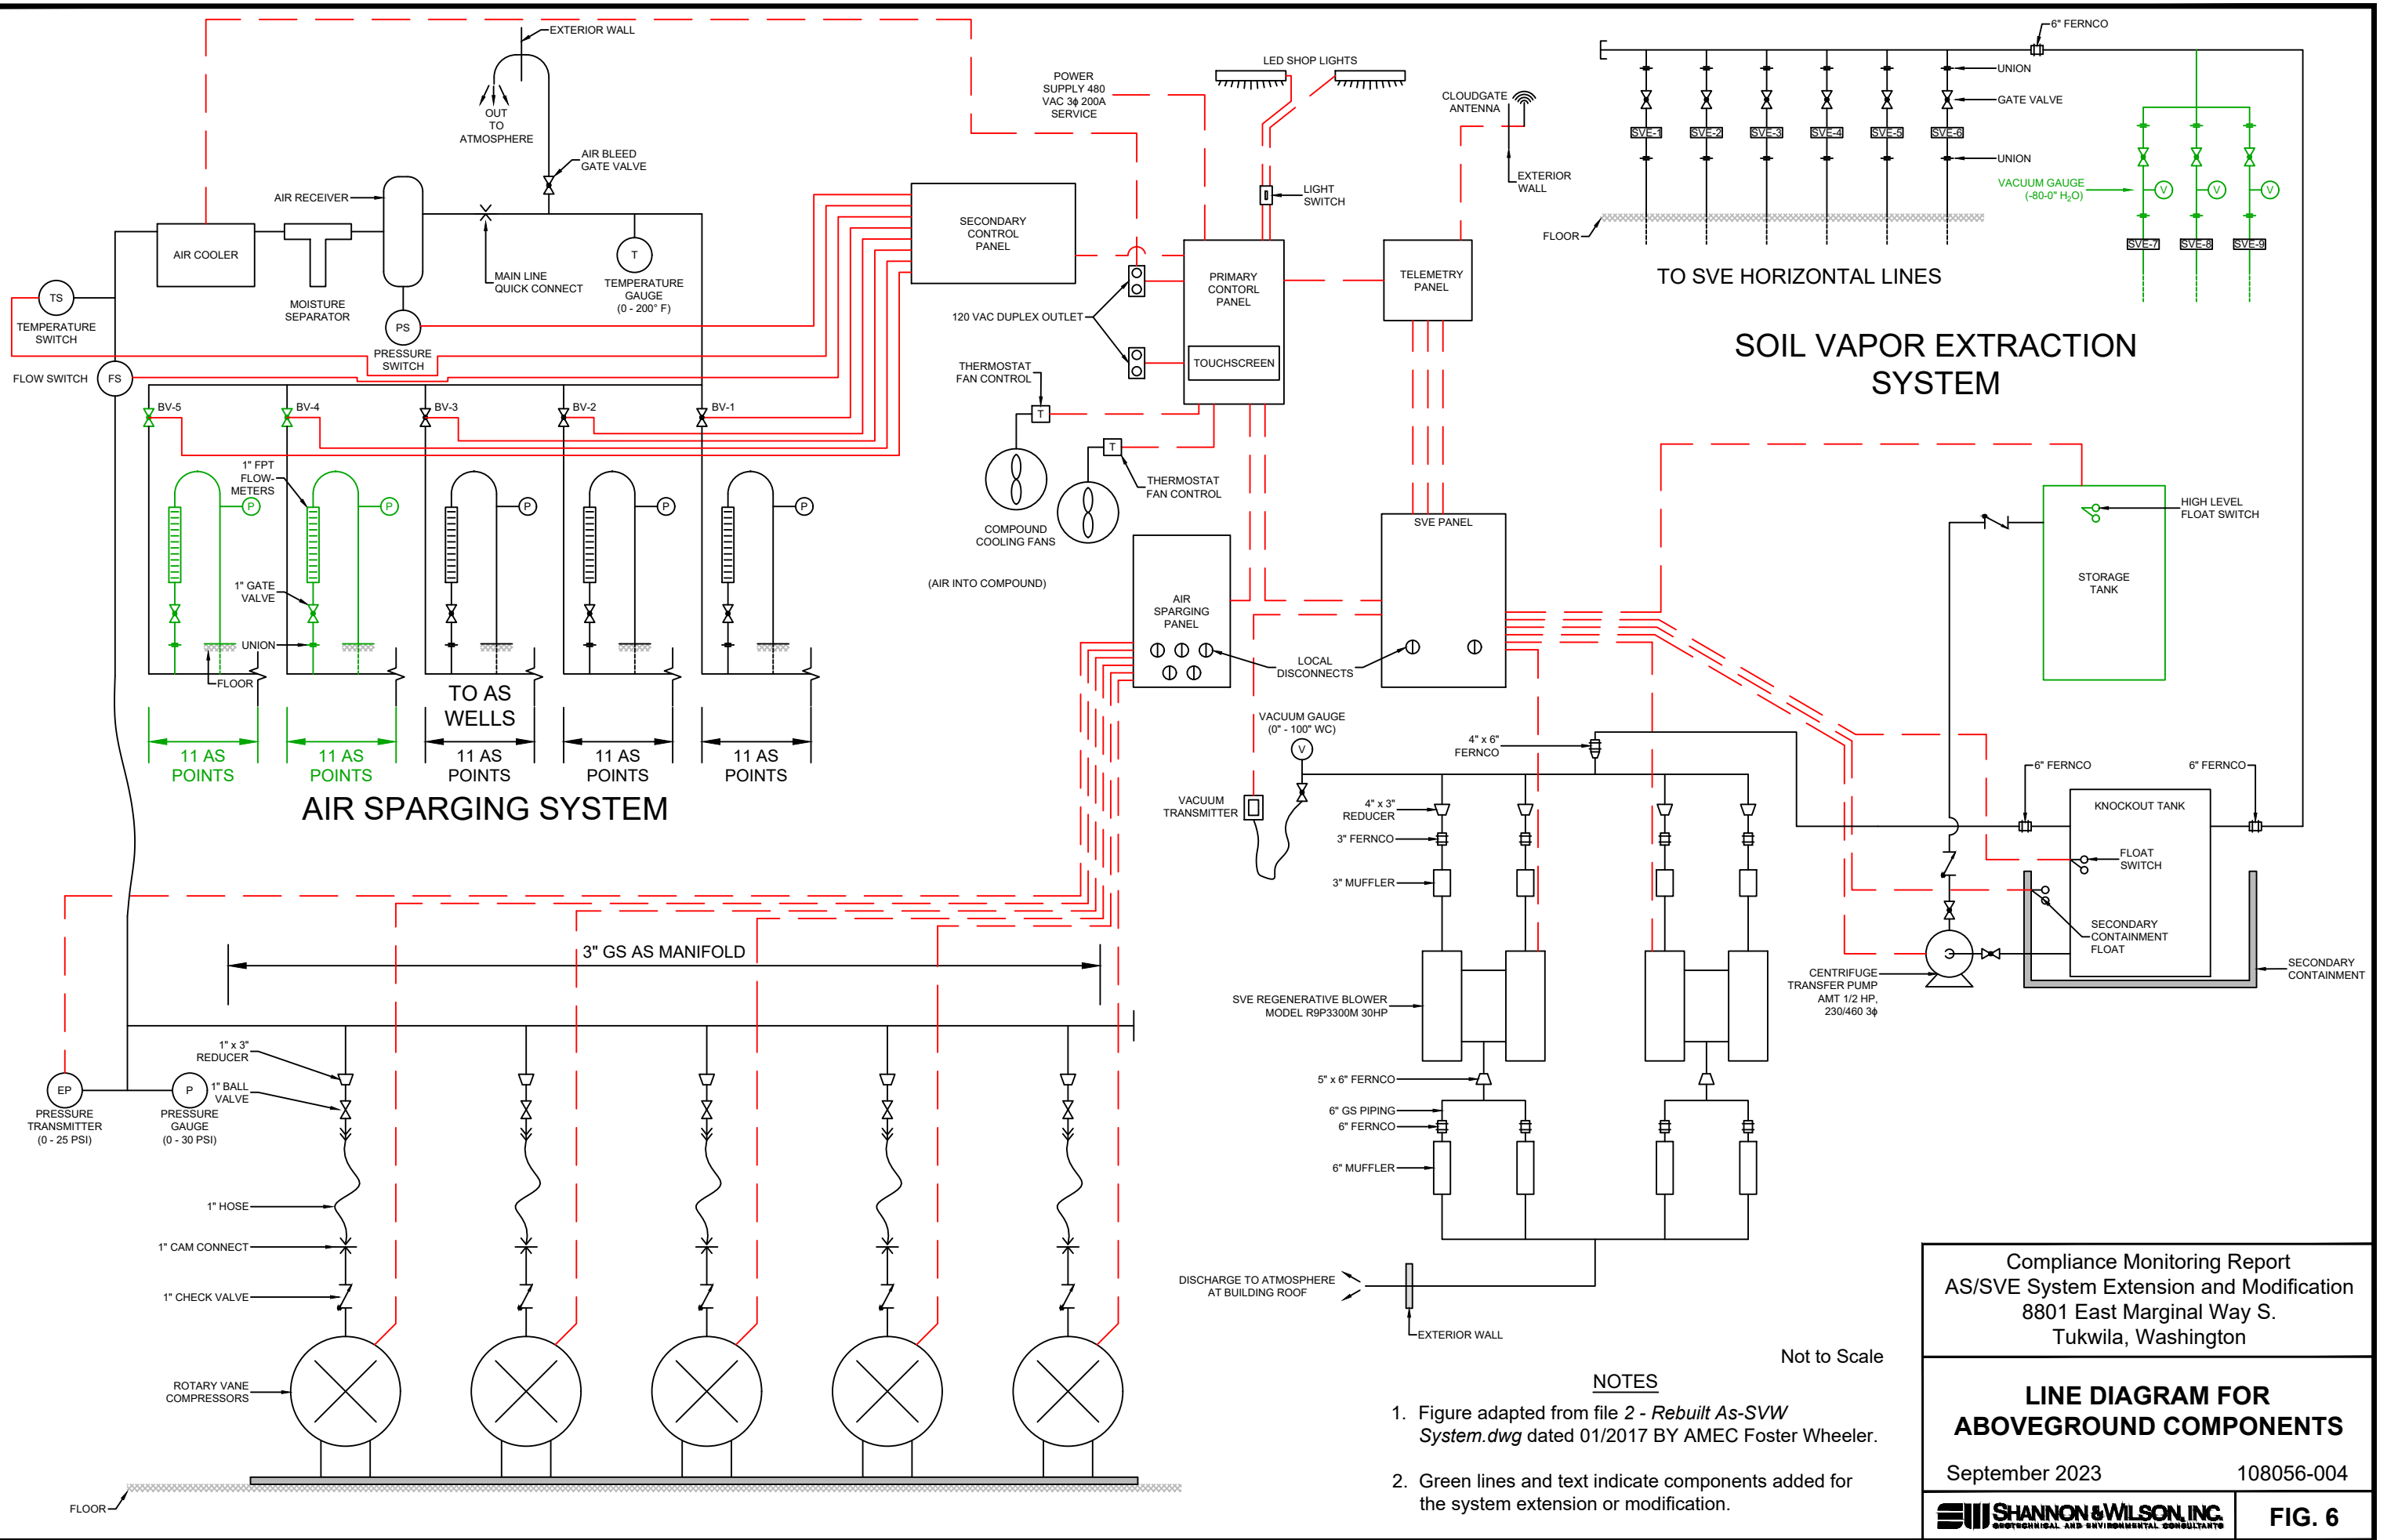 EXTERIOR WALL
OUT
TO
ATMOSPHERE
AIR BLEED
GATE VALVE
AIR RECEIVER
AIR COOLER
MOISTURE
SEPARATOR
MAIN LINE
QUICK CONNECT
T
TEMPERATURE
GAUGE
(0 - 200° F)
TS
TEMPERATURE
SWITCH
PS
PRESSURE
SWITCH
FLOW SWITCH
FS
BV-5
BV-4
BV-3
BV-2
BV-1
1" FPT
FLOW-
METERS
P
P
P
P
P
1" GATE
VALVE
UNION
FLOOR
TO AS
WELLS
11 AS
POINTS
11 AS
POINTS
11 AS
POINTS
11 AS
POINTS
11 AS
POINTS
AIR SPARGING SYSTEM
SECONDARY
CONTROL
PANEL
POWER
SUPPLY 480
VAC 3ϕ 200A
SERVICE
LED SHOP LIGHTS
LIGHT
SWITCH
CLOUDGATE
ANTENNA
EXTERIOR
WALL
PRIMARY
CONTORL
PANEL
TOUCHSCREEN
TELEMETRY
PANEL
120 VAC DUPLEX OUTLET
THERMOSTAT
FAN CONTROL
T
T
THERMOSTAT
FAN CONTROL
COMPOUND
COOLING FANS
(AIR INTO COMPOUND)
AIR
SPARGING
PANEL
SVE PANEL
LOCAL
DISCONNECTS
6" FERNCO
UNION
GATE VALVE
SVE-1
SVE-2
SVE-3
SVE-4
SVE-5
SVE-6
UNION
VACUUM GAUGE
(-80-0" H₂O)
V
V
V
FLOOR
SVE-7
SVE-8
SVE-9
TO SVE HORIZONTAL LINES
SOIL VAPOR EXTRACTION
SYSTEM
HIGH LEVEL
FLOAT SWITCH
STORAGE
TANK
VACUUM GAUGE
(0" - 100" WC)
V
VACUUM
TRANSMITTER
4" x 6"
FERNCO
4" x 3"
REDUCER
3" FERNCO
3" MUFFLER
SVE REGENERATIVE BLOWER
MODEL R9P3300M 30HP
5" x 6" FERNCO
6" GS PIPING
6" FERNCO
6" MUFFLER
DISCHARGE TO ATMOSPHERE
AT BUILDING ROOF
EXTERIOR WALL
6" FERNCO
6" FERNCO
KNOCKOUT TANK
FLOAT
SWITCH
SECONDARY
CONTAINMENT
FLOAT
SECONDARY
CONTAINMENT
CENTRIFUGE
TRANSFER PUMP
AMT 1/2 HP,
230/460 3ϕ
3" GS AS MANIFOLD
1" x 3"
REDUCER
1" BALL
VALVE
EP
PRESSURE
TRANSMITTER
(0 - 25 PSI)
P
PRESSURE
GAUGE
(0 - 30 PSI)
1" HOSE
1" CAM CONNECT
1" CHECK VALVE
ROTARY VANE
COMPRESSORS
FLOOR
Not to Scale
NOTES
1. Figure adapted from file 2 - Rebuilt As-SVW
System.dwg dated 01/2017 BY AMEC Foster Wheeler.
2. Green lines and text indicate components added for
the system extension or modification.
Compliance Monitoring Report
AS/SVE System Extension and Modification
8801 East Marginal Way S.
Tukwila, Washington
LINE DIAGRAM FOR
ABOVEGROUND COMPONENTS
September 2023
108056-004
SHANNON & WILSON, INC.
GEOTECHNICAL AND ENVIRONMENTAL CONSULTANTS
FIG. 6